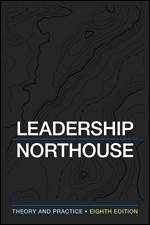 LEADERSHIP
NORTHOUSE
THEORY AND PRACTICE • EIGHTH EDITION